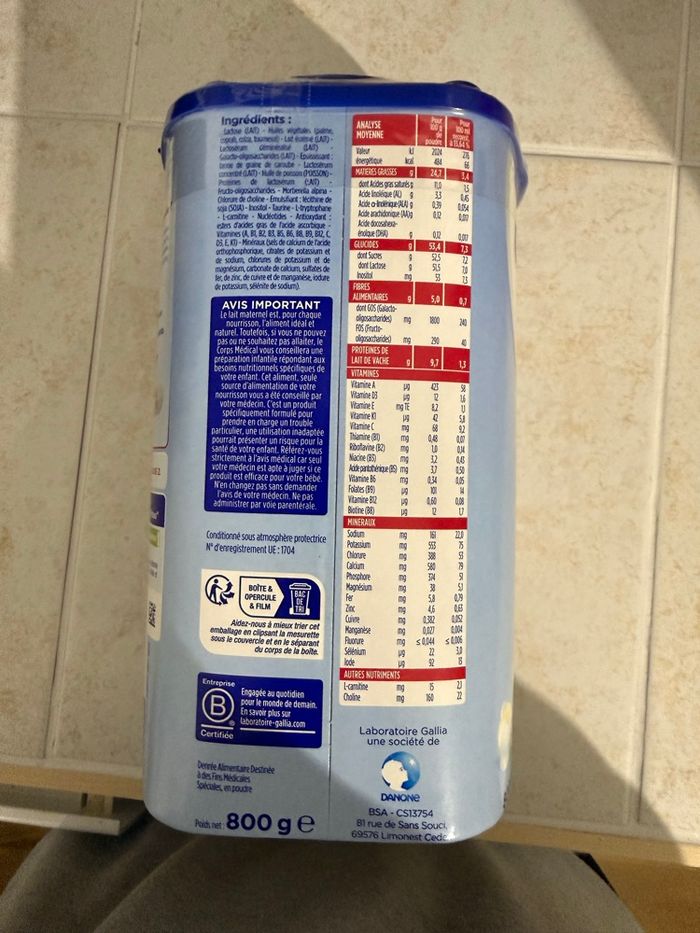 Ingrédients :
Lactose (LAIT) - Huiles végétales (palme,
coprah, colza, tournesol) - Lait écrémé (LAIT) -
Lactosérum déminéralisé (LAIT) -
Galacto-oligosaccharides (LAIT) - Épaississant :
farine de graine de caroube - Lactosérum
concentré (LAIT) - Huile de poisson (POISSON) -
Protéines de lactosérum (LAIT) -
Fructo-oligosaccharides - Mortierella alpina -
Chlorure de choline - Emulsifiant : lécithine de
soja (SOJA) - Inositol - Taurine - L-tryptophane
- L-carnitine - Nucléotides - Antioxydant :
esters d'acides gras de l'acide ascorbique -
Vitamines (A, B1, B2, B3, B5, B6, B8, B9, B12, C,
D3, E, K1) - Minéraux (sels de calcium de l'acide
orthophosphorique, citrates de potassium et
de sodium, chlorures de potassium et de
magnésium, carbonate de calcium, sulfates de
fer, de zinc, de cuivre et de manganèse, iodure
de potassium, sélénite de sodium).
AVIS IMPORTANT
Le lait maternel est, pour chaque
nourrisson, l'aliment idéal et
naturel. Toutefois, si vous ne pouvez
pas ou ne souhaitez pas allaiter, le
Corps Médical vous conseillera une
préparation infantile répondant aux
besoins nutritionnels spécifiques de
votre enfant. Cet aliment, seule
source d'alimentation de votre
nourrisson vous a été conseillé par
votre médecin. C'est un produit
spécifiquement formulé pour
prendre en charge un trouble
particulier, une utilisation inadaptée
pourrait présenter un risque pour la
santé de votre enfant. Référez-vous
strictement à l'avis médical car seul
votre médecin est apte à juger si ce
produit est efficace pour votre bébé.
N'en changez pas sans demander
l'avis de votre médecin. Ne pas
administrer par voie parentérale.
Conditionné sous atmosphère protectrice
N° d'enregistrement UE : 1704
BOÎTE &
OPERCULE
& FILM
BAC
DE
TRI
Aidez-nous à mieux trier cet
emballage en clipsant la mesurette
sous le couvercle et en le séparant
du corps de la boîte.
Entreprise
B
Certifiée
Engagée au quotidien
pour le monde de demain.
En savoir plus sur
laboratoire-gallia.com
Denrée Alimentaire Destinée
à des Fins Médicales
Spéciales, en poudre
Poids net : 800 g e
ANALYSE MOYENNE Pour 100 g de poudre Pour 100 ml reconst. à 13,64 %
Valeur kJ 2024 276
énergétique kcal 484 66
MATIERES GRASSES g 24,7 3,4
dont Acides gras saturés g 11,0 1,5
Acide linoléique (AL) g 3,3 0,45
Acide α-linolénique (ALA) g 0,39 0,054
Acide arachidonique (AA) g 0,12 0,017
Acide docosahexa-
énoïque (DHA) g 0,12 0,017
GLUCIDES g 53,4 7,3
dont Sucres g 52,5 7,2
dont Lactose g 51,5 7,0
Inositol mg 53 7,3
FIBRES
ALIMENTAIRES g 5,0 0,7
dont GOS (Galacto-
oligosaccharides) mg 1800 240
FOS (Fructo-
oligosaccharides) mg 290 40
PROTEINES DE
LAIT DE VACHE g 9,7 1,3
VITAMINES
Vitamine A µg 423 58
Vitamine D3 µg 12 1,6
Vitamine E mg TE 8,2 1,1
Vitamine K1 µg 42 5,8
Vitamine C mg 68 9,2
Thiamine (B1) mg 0,48 0,07
Riboflavine (B2) mg 1,0 0,14
Niacine (B3) mg 3,2 0,43
Acide pantothénique (B5) mg 3,7 0,50
Vitamine B6 mg 0,34 0,05
Folates (B9) µg 101 14
Vitamine B12 µg 0,60 0,08
Biotine (B8) µg 12 1,7
MINERAUX
Sodium mg 161 22,0
Potassium mg 553 75
Chlorure mg 388 53
Calcium mg 580 79
Phosphore mg 374 51
Magnésium mg 38 5,1
Fer mg 5,8 0,79
Zinc mg 4,6 0,63
Cuivre mg 0,382 0,052
Manganèse mg 0,027 0,004
Fluorure mg ≤ 0,044 ≤ 0,006
Sélénium µg 22 3,0
Iode µg 92 13
AUTRES NUTRIMENTS
L-carnitine mg 15 2,1
Choline mg 160 22
Laboratoire Gallia
une société de
DANONE
BSA - CS13754
81 rue de Sans Souci,
69576 Limonest Cede